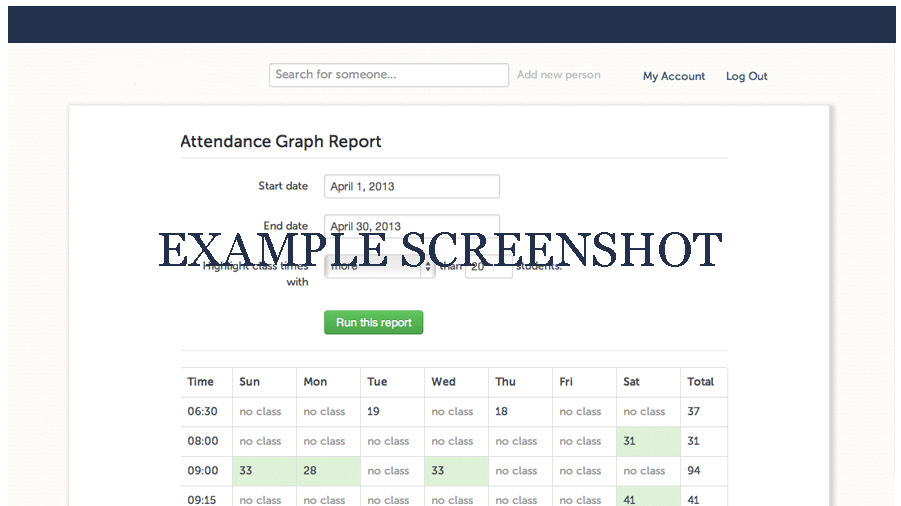 Search for someone... Add new person My Account Log Out
Attendance Graph Report
Start date April 1, 2013
End date April 30, 2013
EXAMPLE SCREENSHOT
Highlight class times more than 20 students.
with
Run this report
Time Sun Mon Tue Wed Thu Fri Sat Total
06:30 no class no class 19 no class 18 no class no class 37
08:00 no class no class no class no class no class no class 31 31
09:00 33 28 no class 33 no class no class no class 94
09:15 no class no class no class no class no class no class 41 41